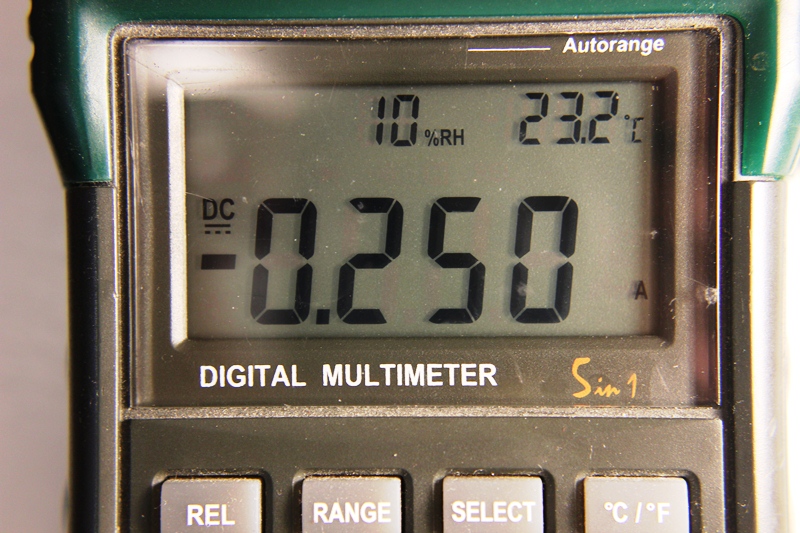 Autorange
10 %RH 23.2 °C
DC
-0.250 A
DIGITAL MULTIMETER 5 in 1
REL RANGE SELECT °C / °F